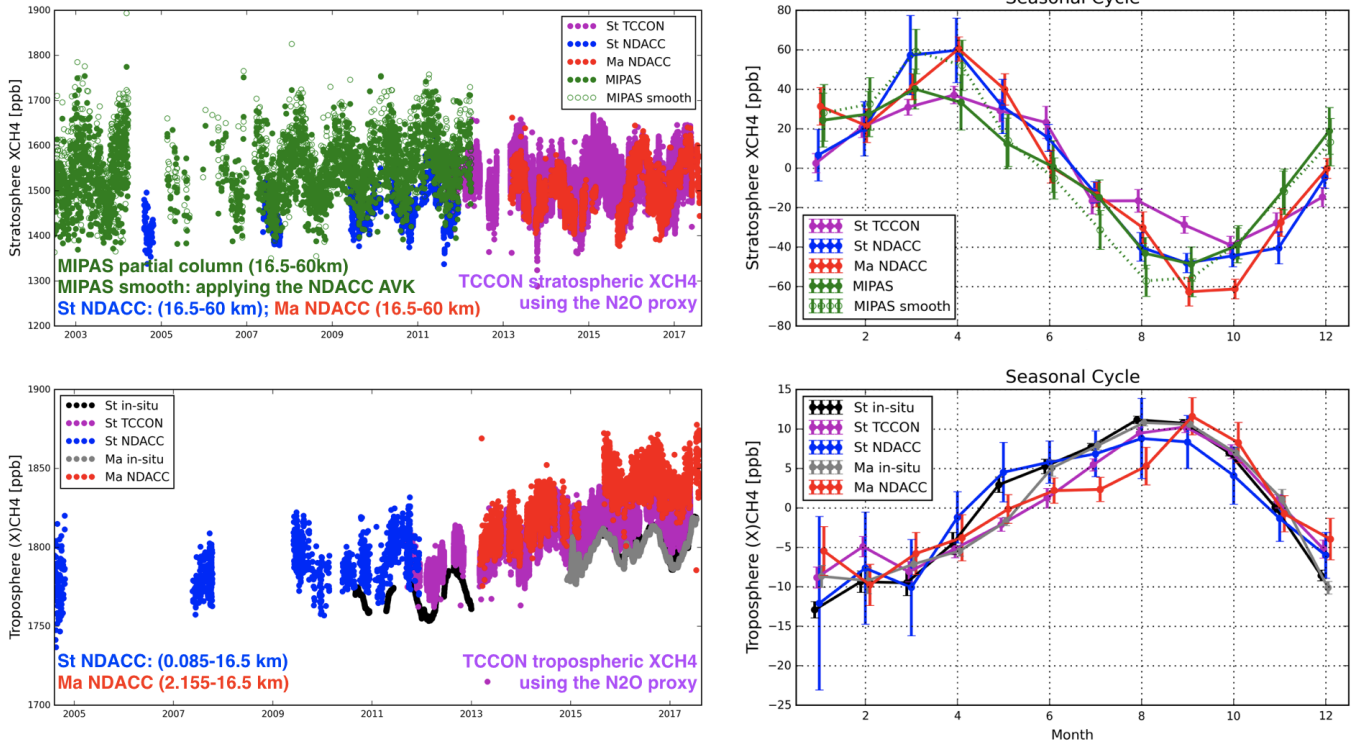 1900
1800
1700
1600
1500
1400
1300
1200
Stratosphere XCH4 [ppb]
St TCCON
St NDACC
Ma NDACC
MIPAS
MIPAS smooth
MIPAS partial column (16.5-60km)
MIPAS smooth: applying the NDACC AVK
St NDACC: (16.5-60 km); Ma NDACC (16.5-60 km)
TCCON stratospheric XCH4
using the N2O proxy
2003 2005 2007 2009 2011 2013 2015 2017
Seasonal Cycle
80
60
40
20
0
−20
−40
−60
−80
Stratosphere XCH4 [ppb]
St TCCON
St NDACC
Ma NDACC
MIPAS
MIPAS smooth
2 4 6 8 10 12
1900
1850
1800
1750
1700
Troposphere (X)CH4 [ppb]
St in-situ
St TCCON
St NDACC
Ma in-situ
Ma NDACC
St NDACC: (0.085-16.5 km)
Ma NDACC (2.155-16.5 km)
TCCON tropospheric XCH4
using the N2O proxy
2005 2007 2009 2011 2013 2015 2017
Seasonal Cycle
15
10
5
0
−5
−10
−15
−20
−25
Troposphere (X)CH4 [ppb]
St in-situ
St TCCON
St NDACC
Ma in-situ
Ma NDACC
2 4 6 8 10 12
Month